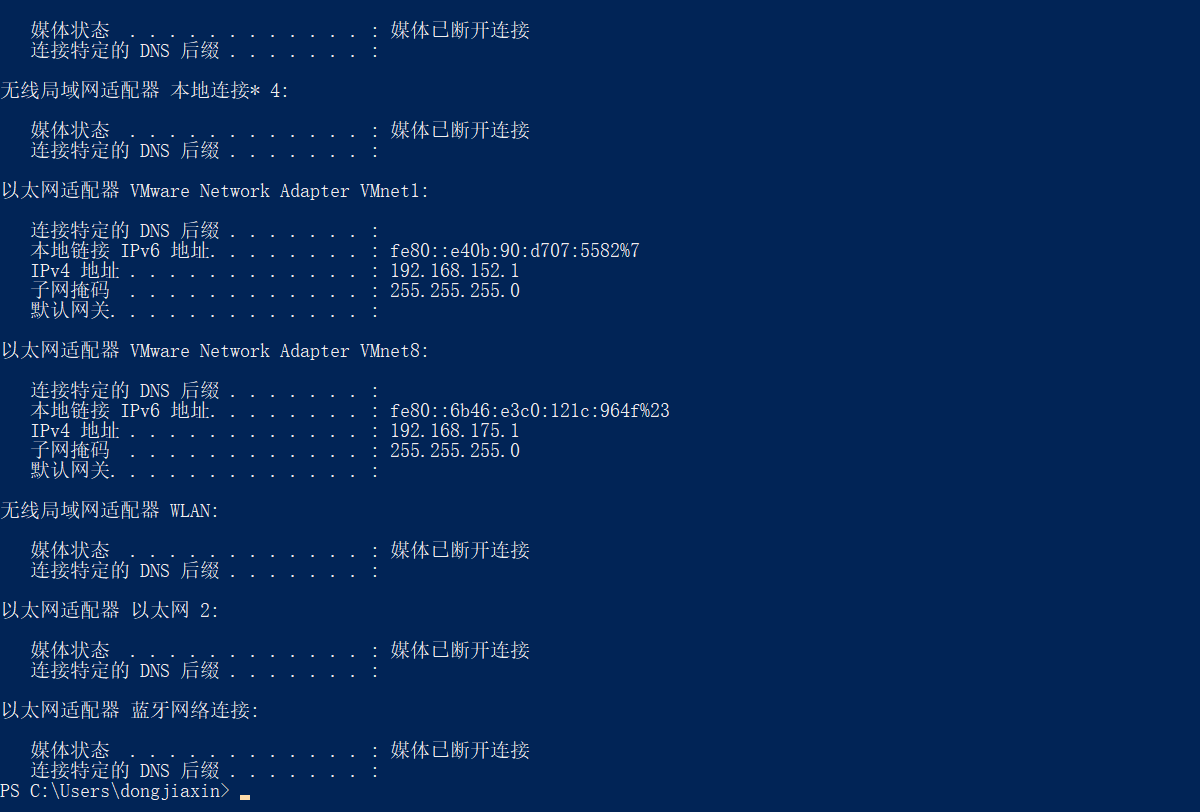 媒体状态 . . . . . . . . . . . . : 媒体已断开连接
连接特定的 DNS 后缀 . . . . . . . :
无线局域网适配器 本地连接* 4:
媒体状态 . . . . . . . . . . . . : 媒体已断开连接
连接特定的 DNS 后缀 . . . . . . . :
以太网适配器 VMware Network Adapter VMnet1:
连接特定的 DNS 后缀 . . . . . . . :
本地链接 IPv6 地址. . . . . . . . : fe80::e40b:90:d707:5582%7
IPv4 地址 . . . . . . . . . . . . : 192.168.152.1
子网掩码 . . . . . . . . . . . . : 255.255.255.0
默认网关. . . . . . . . . . . . . :
以太网适配器 VMware Network Adapter VMnet8:
连接特定的 DNS 后缀 . . . . . . . :
本地链接 IPv6 地址. . . . . . . . : fe80::6b46:e3c0:121c:964f%23
IPv4 地址 . . . . . . . . . . . . : 192.168.175.1
子网掩码 . . . . . . . . . . . . : 255.255.255.0
默认网关. . . . . . . . . . . . . :
无线局域网适配器 WLAN:
媒体状态 . . . . . . . . . . . . : 媒体已断开连接
连接特定的 DNS 后缀 . . . . . . . :
以太网适配器 以太网 2:
媒体状态 . . . . . . . . . . . . : 媒体已断开连接
连接特定的 DNS 后缀 . . . . . . . :
以太网适配器 蓝牙网络连接:
媒体状态 . . . . . . . . . . . . : 媒体已断开连接
连接特定的 DNS 后缀 . . . . . . . :
PS C:\Users\dongjiaxin>